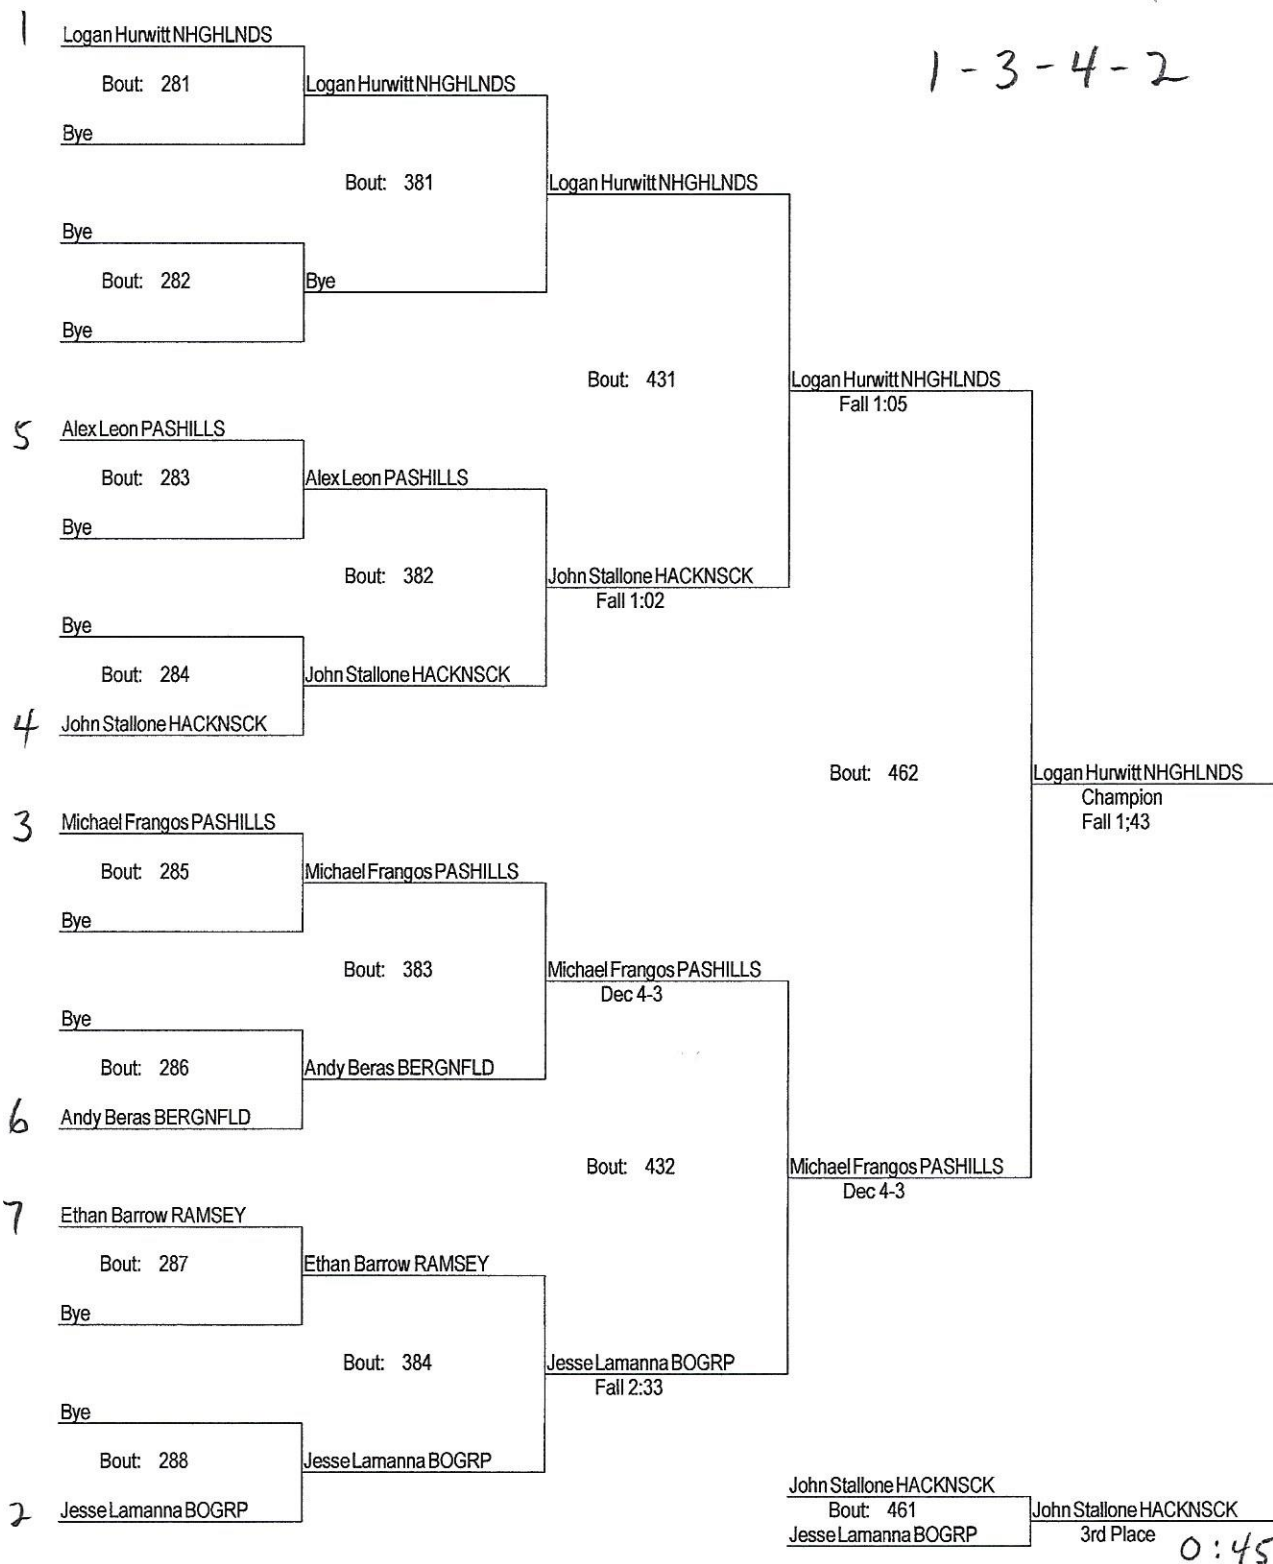 1
Logan Hurwitt NHGHLNDS
1-3-4-2
Bout: 281
Logan Hurwitt NHGHLNDS
Bye
Bout: 381
Logan Hurwitt NHGHLNDS
Bye
Bout: 282
Bye
Bye
Bout: 431
Logan Hurwitt NHGHLNDS
Fall 1:05
5
Alex Leon PASHILLS
Bout: 283
Alex Leon PASHILLS
Bye
Bout: 382
John Stallone HACKNSCK
Fall 1:02
Bye
Bout: 284
John Stallone HACKNSCK
4
John Stallone HACKNSCK
Bout: 462
Logan Hurwitt NHGHLNDS
Champion
Fall 1;43
3
Michael Frangos PASHILLS
Bout: 285
Michael Frangos PASHILLS
Bye
Bout: 383
Michael Frangos PASHILLS
Dec 4-3
Bye
Bout: 286
Andy Beras BERGNFLD
6
Andy Beras BERGNFLD
Bout: 432
Michael Frangos PASHILLS
Dec 4-3
7
Ethan Barrow RAMSEY
Bout: 287
Ethan Barrow RAMSEY
Bye
Bout: 384
Jesse Lamanna BOGRP
Fall 2:33
Bye
Bout: 288
Jesse Lamanna BOGRP
2
Jesse Lamanna BOGRP
John Stallone HACKNSCK
Bout: 461
John Stallone HACKNSCK
Jesse Lamanna BOGRP
3rd Place
0:45